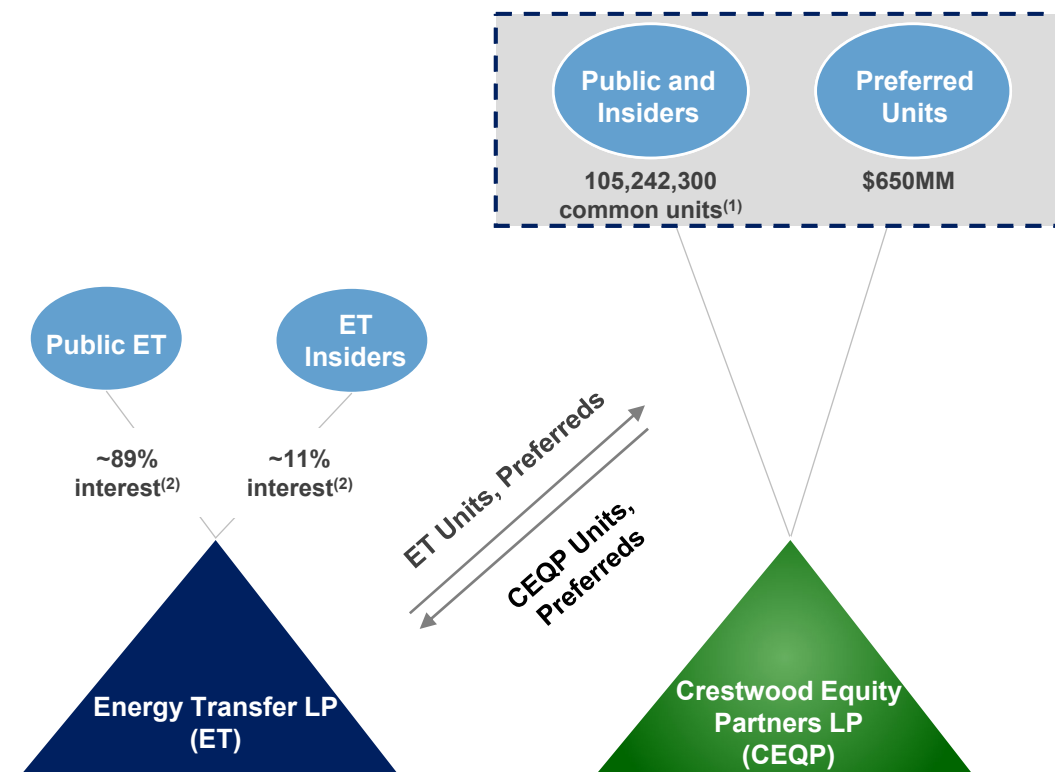 Public and
Insiders
Preferred
Units
105,242,300
common units(1)
$650MM
Public ET
ET
Insiders
~89%
interest(2)
~11%
interest(2)
ET Units, Preferreds
CEQP Units,
Preferreds
Energy Transfer LP
(ET)
Crestwood Equity
Partners LP
(CEQP)